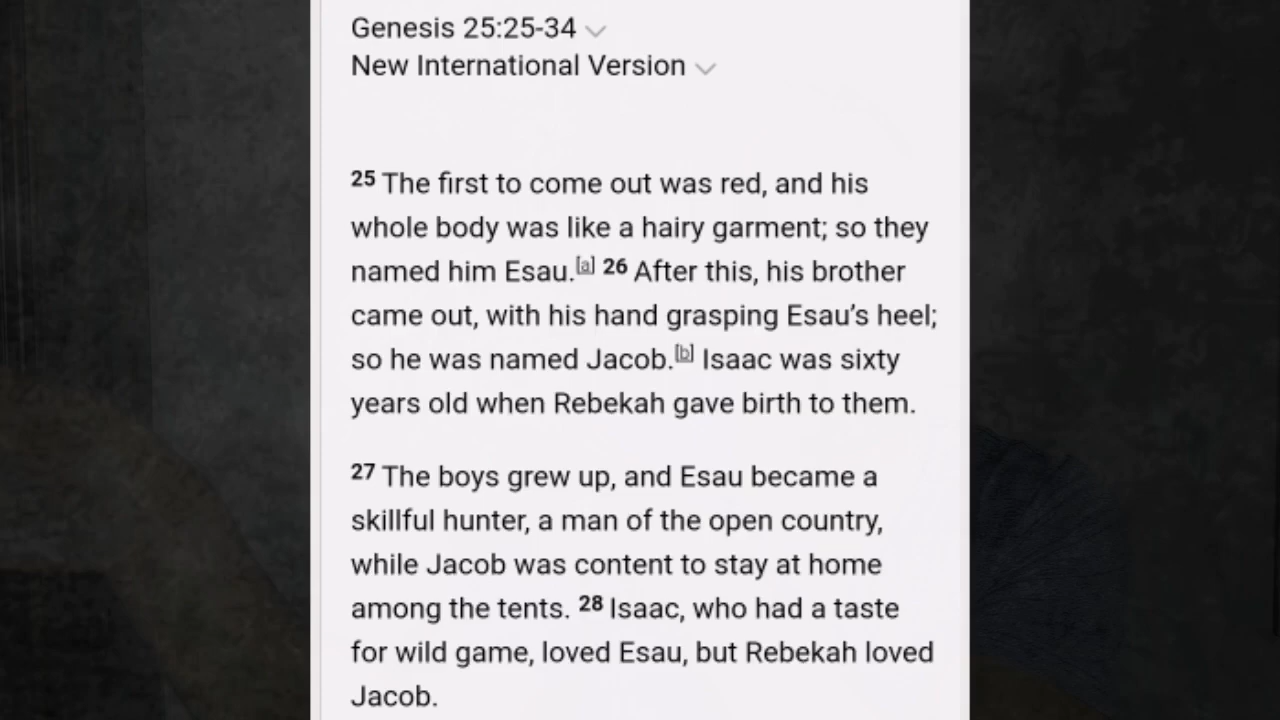 Genesis 25:25-34
New International Version
25 The first to come out was red, and his
whole body was like a hairy garment; so they
named him Esau.[a] 26 After this, his brother
came out, with his hand grasping Esau’s heel;
so he was named Jacob.[b] Isaac was sixty
years old when Rebekah gave birth to them.
27 The boys grew up, and Esau became a
skillful hunter, a man of the open country,
while Jacob was content to stay at home
among the tents. 28 Isaac, who had a taste
for wild game, loved Esau, but Rebekah loved
Jacob.